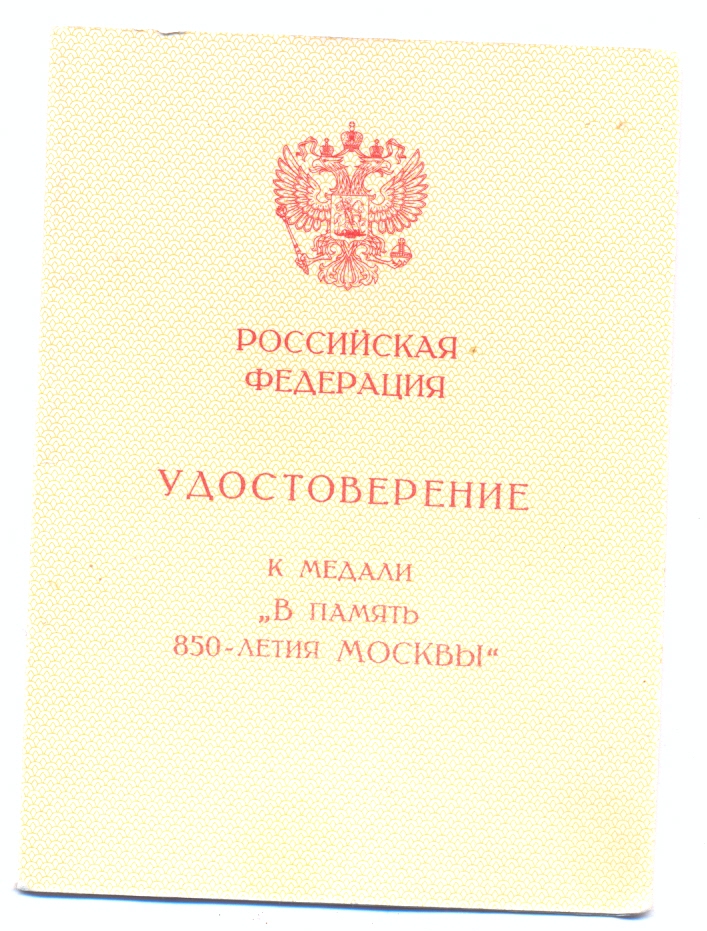 РОССИЙСКАЯ
ФЕДЕРАЦИЯ
УДОСТОВЕРЕНИЕ
К МЕДАЛИ
„В ПАМЯТЬ
850-ЛЕТИЯ МОСКВЫ“